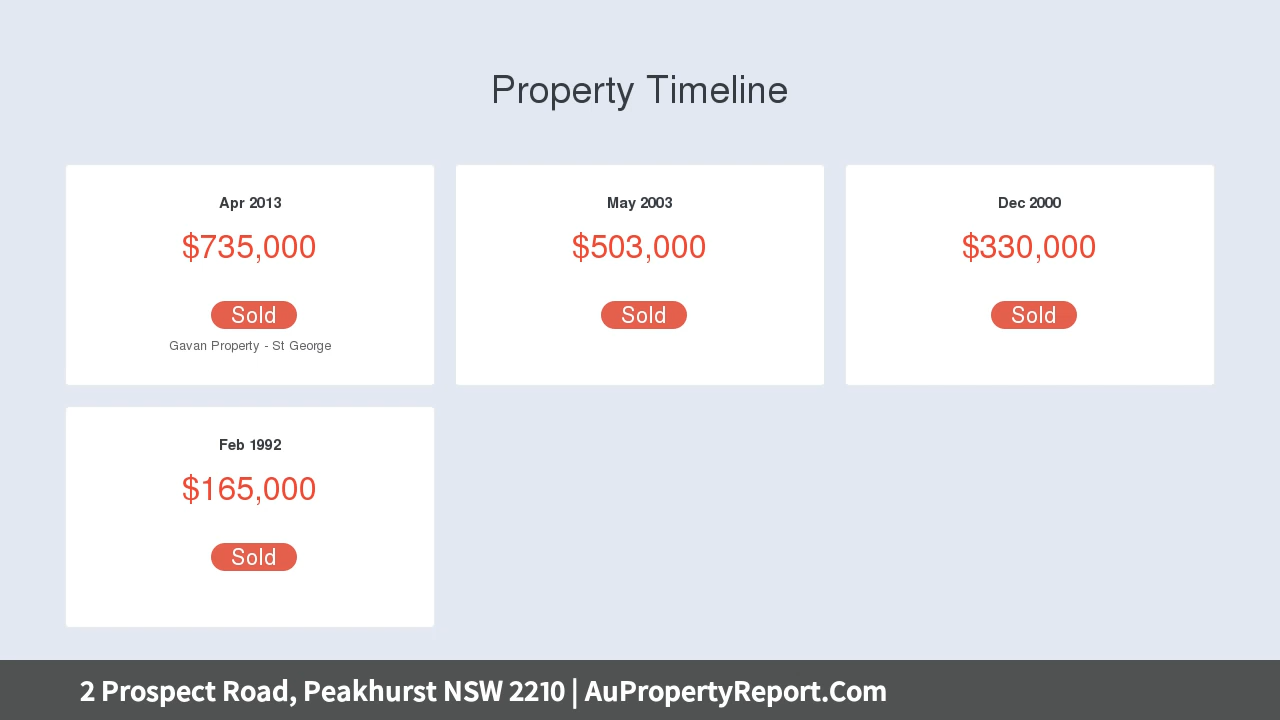 Property Timeline
Apr 2013
$735,000
Sold
Gavan Property - St George
May 2003
$503,000
Sold
Dec 2000
$330,000
Sold
Feb 1992
$165,000
Sold
2 Prospect Road, Peakhurst NSW 2210 | AuPropertyReport.Com